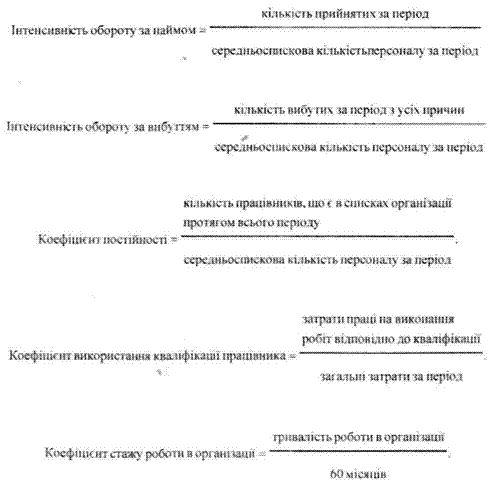 кількість прийнятих за період
Інтенсивність обороту за наймом =
середньоспискова кількістьперсоналу за період
кількість вибутих за період з усіх причин
Інтенсивність обороту за вибуттям =
середньоспискова кількість персоналу за період
кількість працівників, що є в списках організації
протягом всього періоду
Коефіцієнт постійності =
середньоспискова кількість персоналу за період
затрати праці на виконання
робіт відповідно до кваліфікації
Коефіцієнт використання кваліфікації працівника =
загальні затрати за період
тривалість роботи в організації
Коефіцієнт стажу роботи в організації =
60 місяців